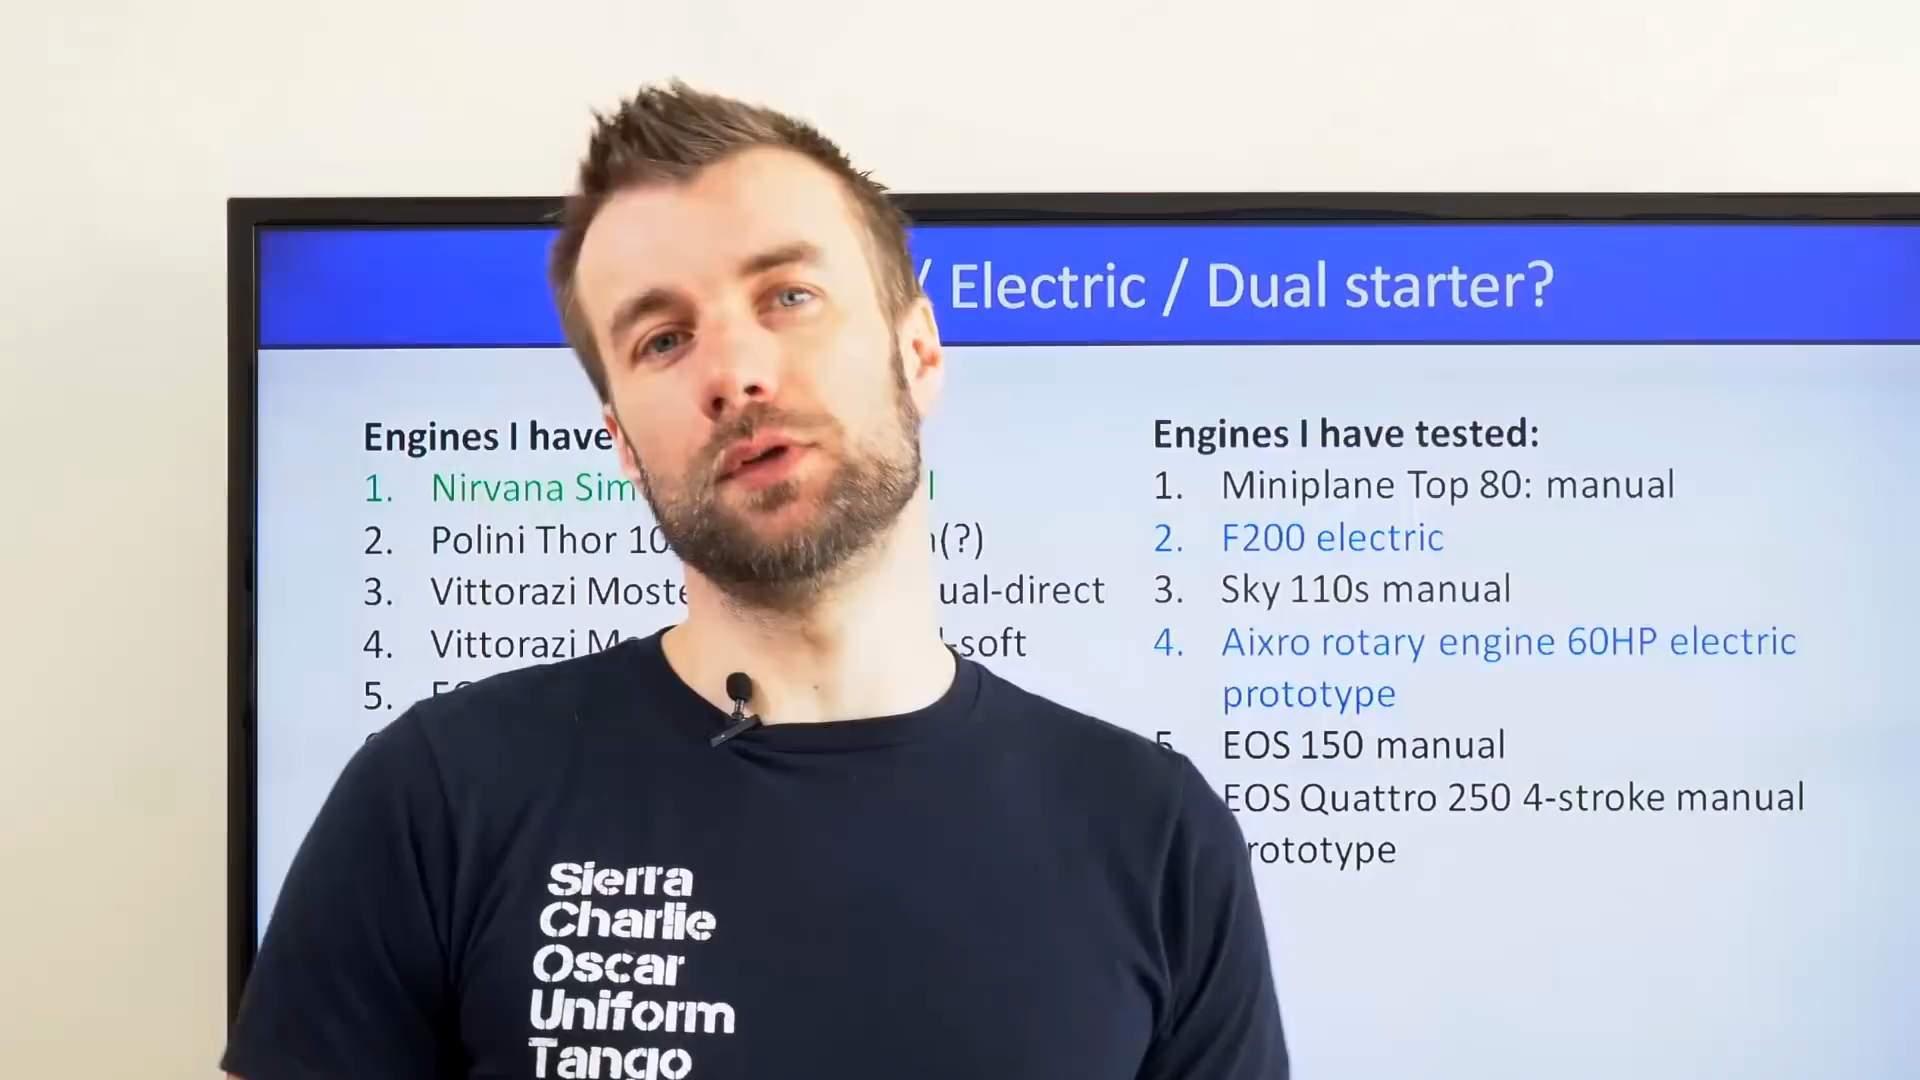 / Electric / Dual starter?
Engines I have
1. Nirvana Sim
2. Polini Thor 10 (?)
3. Vittorazi Moste ual-direct
4. Vittorazi M -soft
5.
Engines I have tested:
1. Miniplane Top 80: manual
2. F200 electric
3. Sky 110s manual
4. Aixro rotary engine 60HP electric
prototype
5. EOS 150 manual
EOS Quattro 250 4-stroke manual
rototype
Sierra
Charlie
Oscar
Uniform
Tango